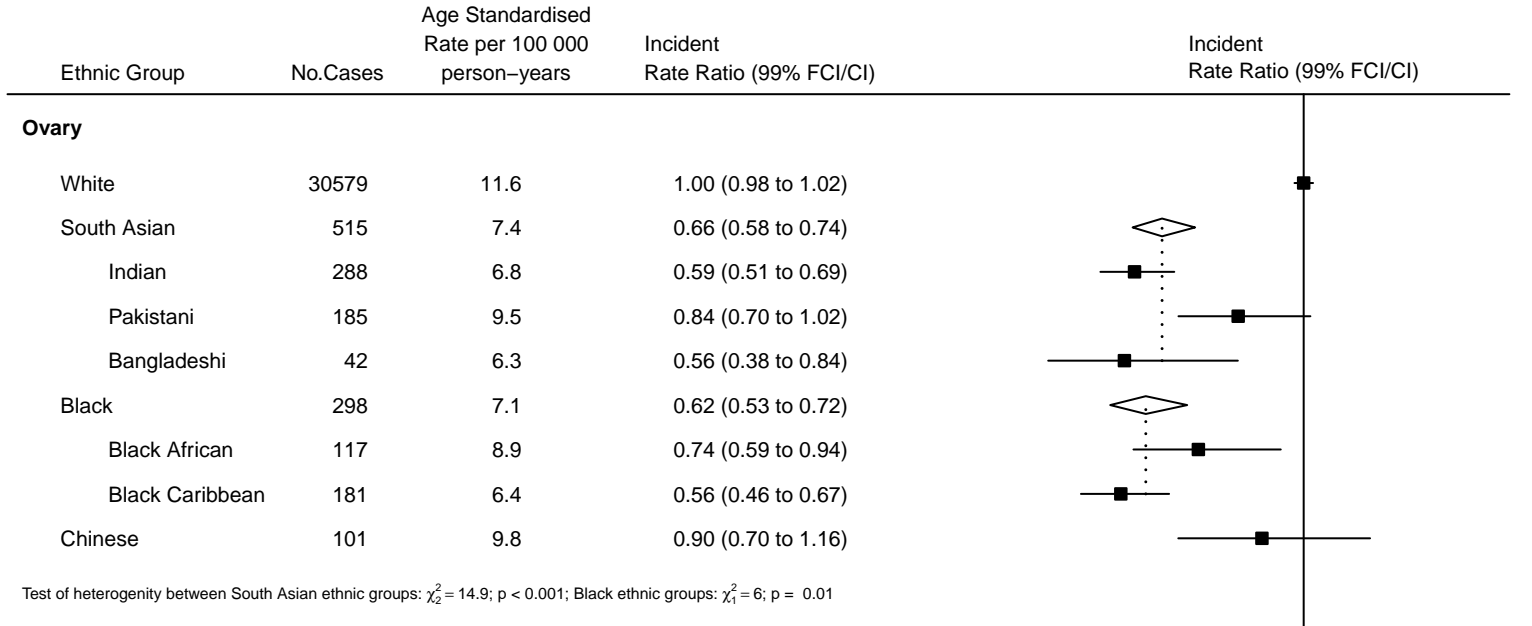 Age Standardised
Rate per 100 000 Incident Incident
Ethnic Group No.Cases person−years Rate Ratio (99% FCI/CI) Rate Ratio (99% FCI/CI)
Ovary
White 30579 11.6 1.00 (0.98 to 1.02)
South Asian 515 7.4 0.66 (0.58 to 0.74)
Indian 288 6.8 0.59 (0.51 to 0.69)
Pakistani 185 9.5 0.84 (0.70 to 1.02)
Bangladeshi 42 6.3 0.56 (0.38 to 0.84)
Black 298 7.1 0.62 (0.53 to 0.72)
Black African 117 8.9 0.74 (0.59 to 0.94)
Black Caribbean 181 6.4 0.56 (0.46 to 0.67)
Chinese 101 9.8 0.90 (0.70 to 1.16)
Test of heterogenity between South Asian ethnic groups: χ²₂ = 14.9; p < 0.001; Black ethnic groups: χ²₁ = 6; p = 0.01